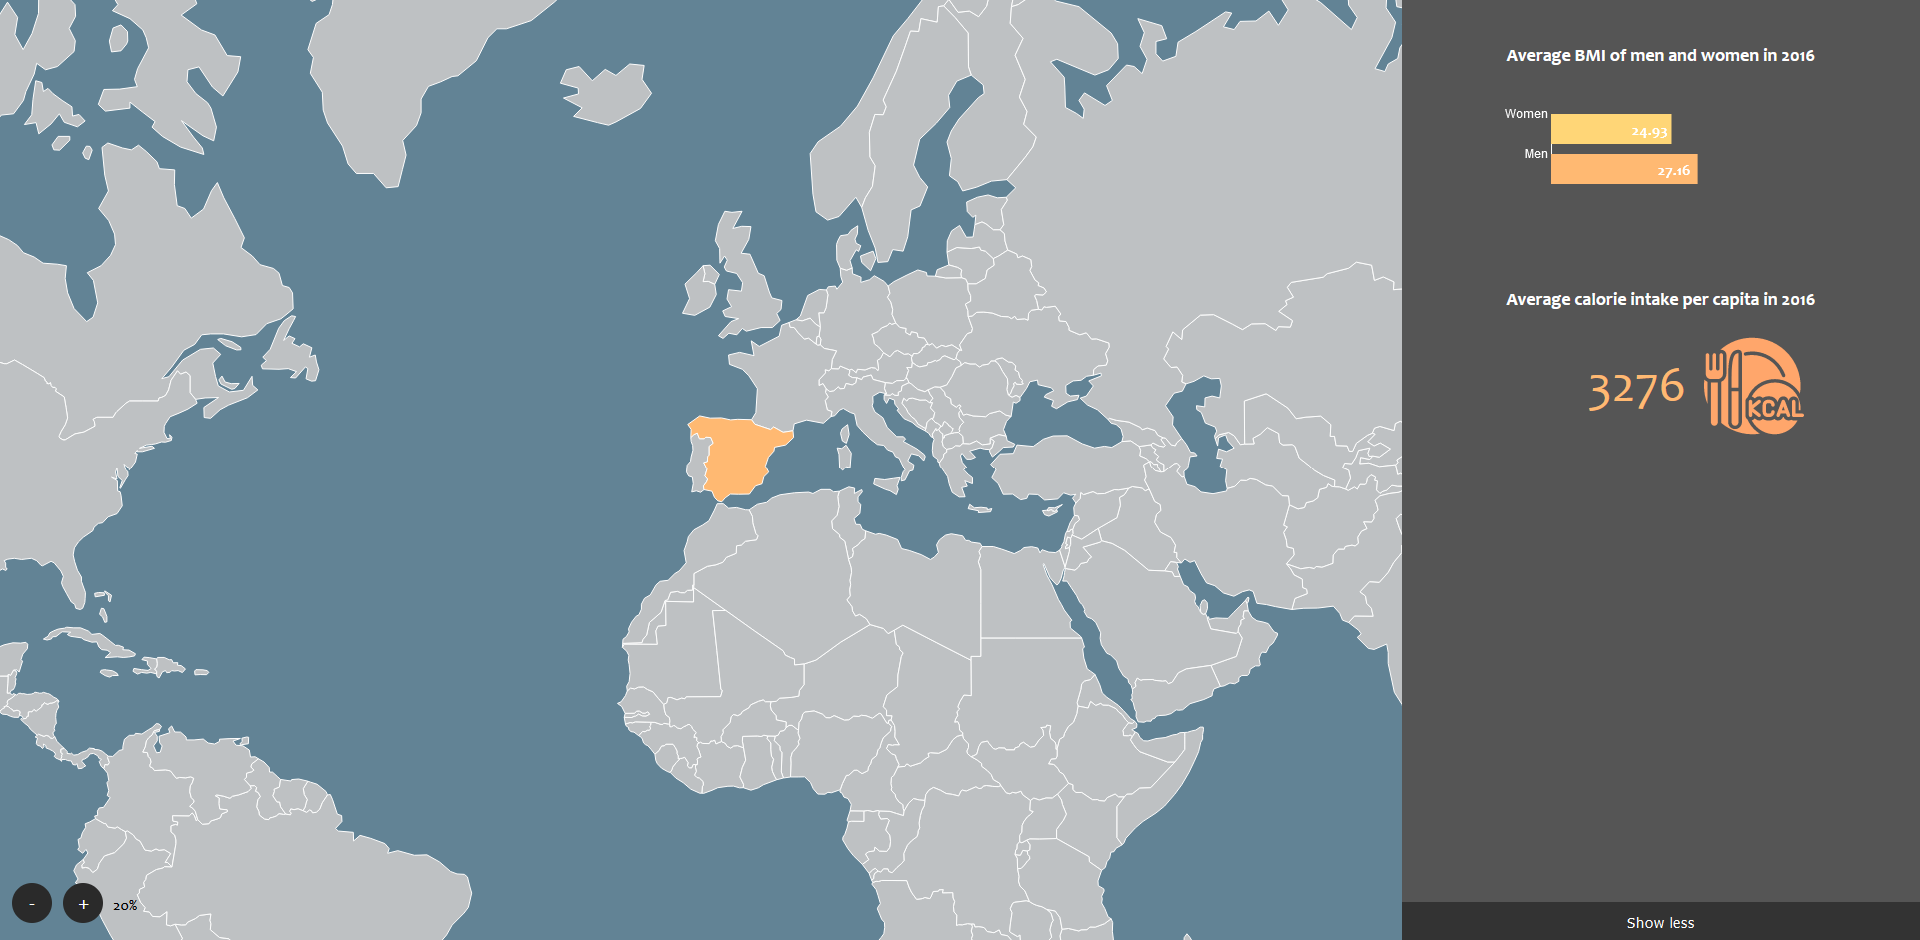 Average BMI of men and women in 2016
Women
24.93
Men
27.16
Average calorie intake per capita in 2016
3276
KCAL
- + 20%
Show less